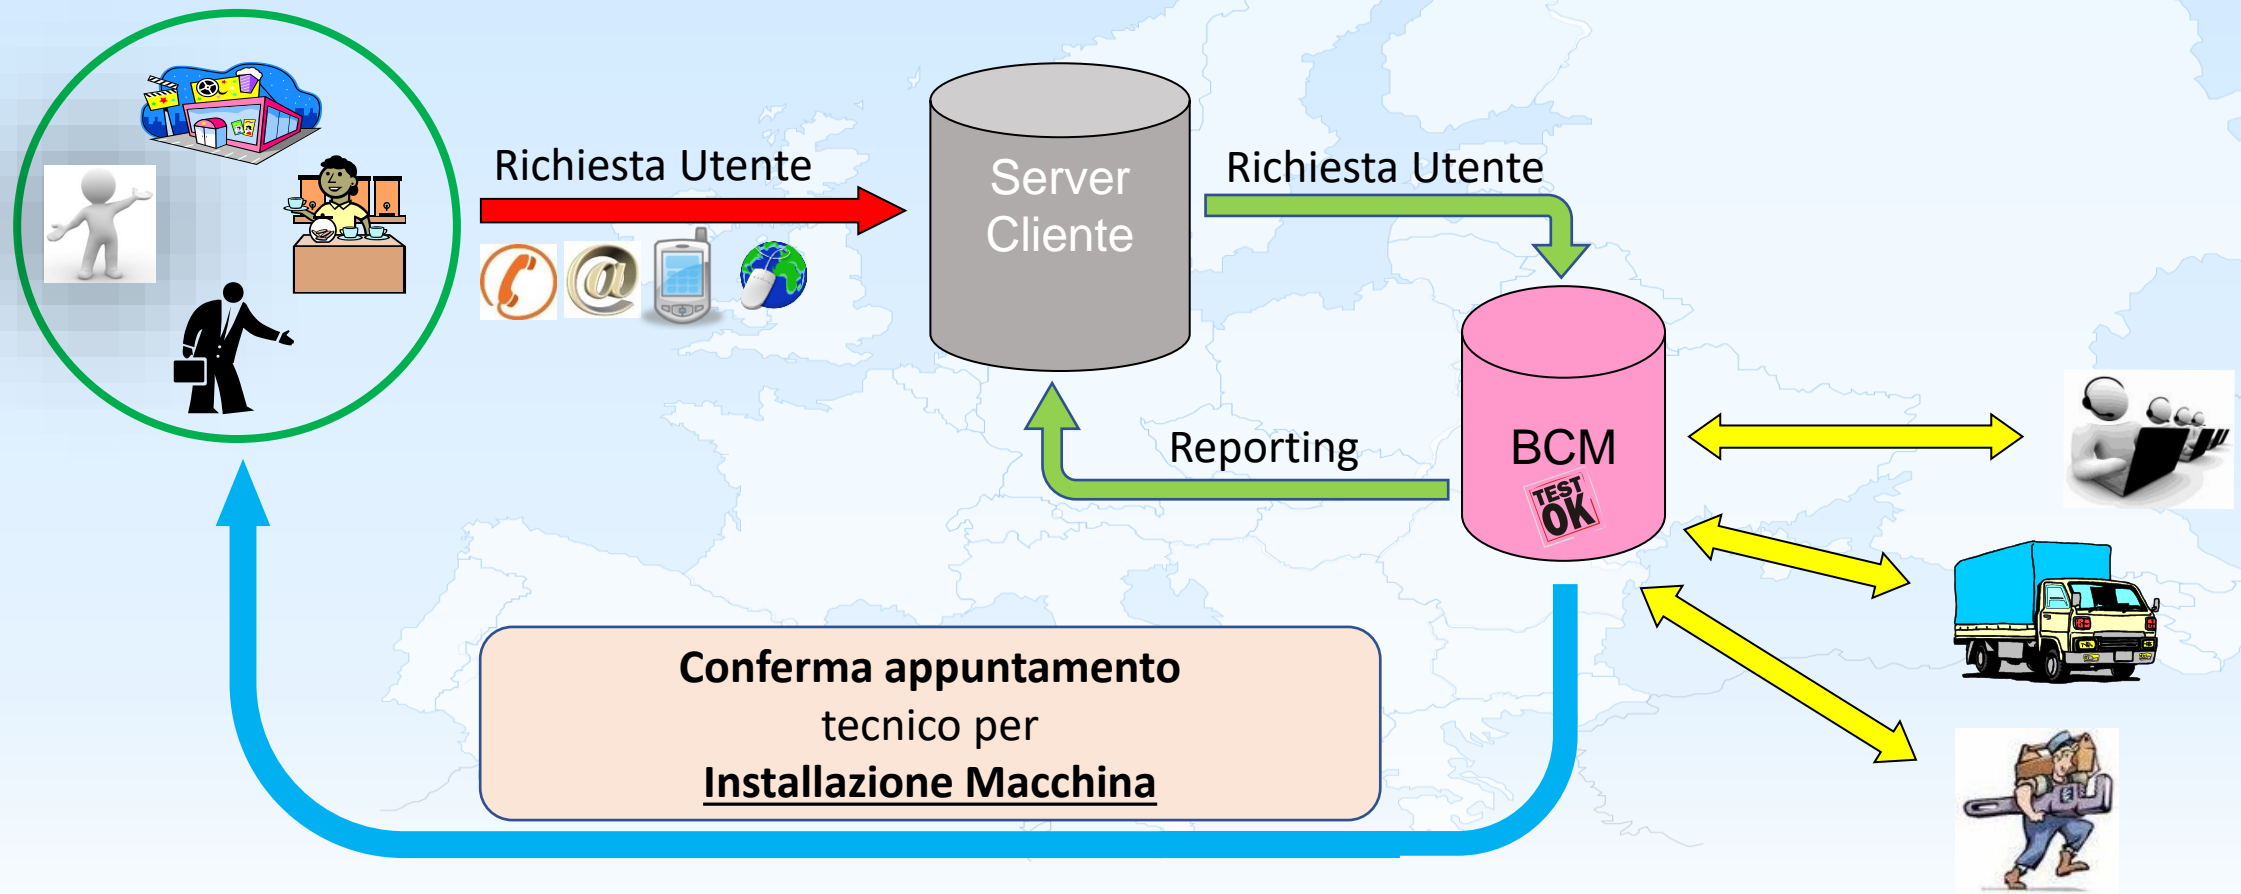 Richiesta Utente
Server
Cliente
Richiesta Utente
Reporting
BCM
TEST
OK
Conferma appuntamento
tecnico per
Installazione Macchina